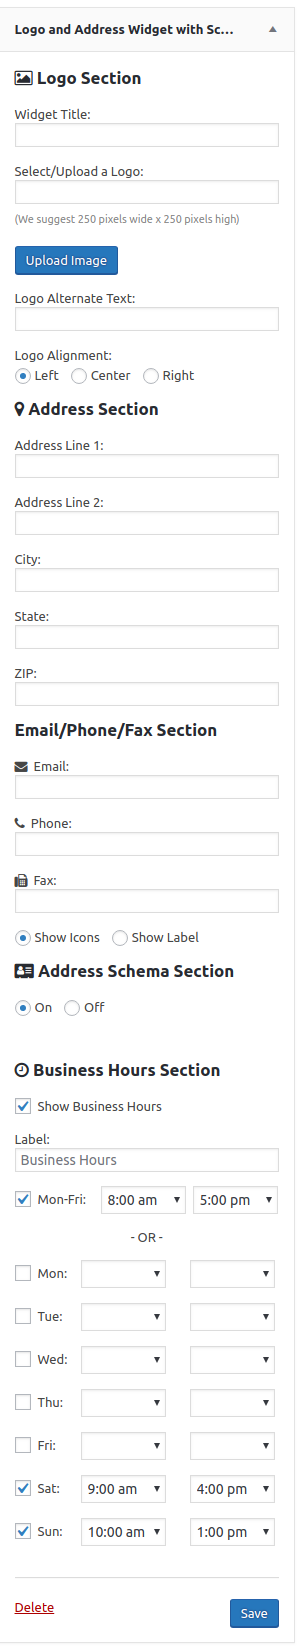 Logo and Address Widget with Sc...
Logo Section
Widget Title:
Select/Upload a Logo:
(We suggest 250 pixels wide x 250 pixels high)
Upload Image
Logo Alternate Text:
Logo Alignment:
Left Center Right
Address Section
Address Line 1:
Address Line 2:
City:
State:
ZIP:
Email/Phone/Fax Section
Email:
Phone:
Fax:
Show Icons Show Label
Address Schema Section
On Off
Business Hours Section
Show Business Hours
Label:
Business Hours
Mon-Fri: 8:00 am 5:00 pm
- OR -
Mon:
Tue:
Wed:
Thu:
Fri:
Sat: 9:00 am 4:00 pm
Sun: 10:00 am 1:00 pm
Delete Save